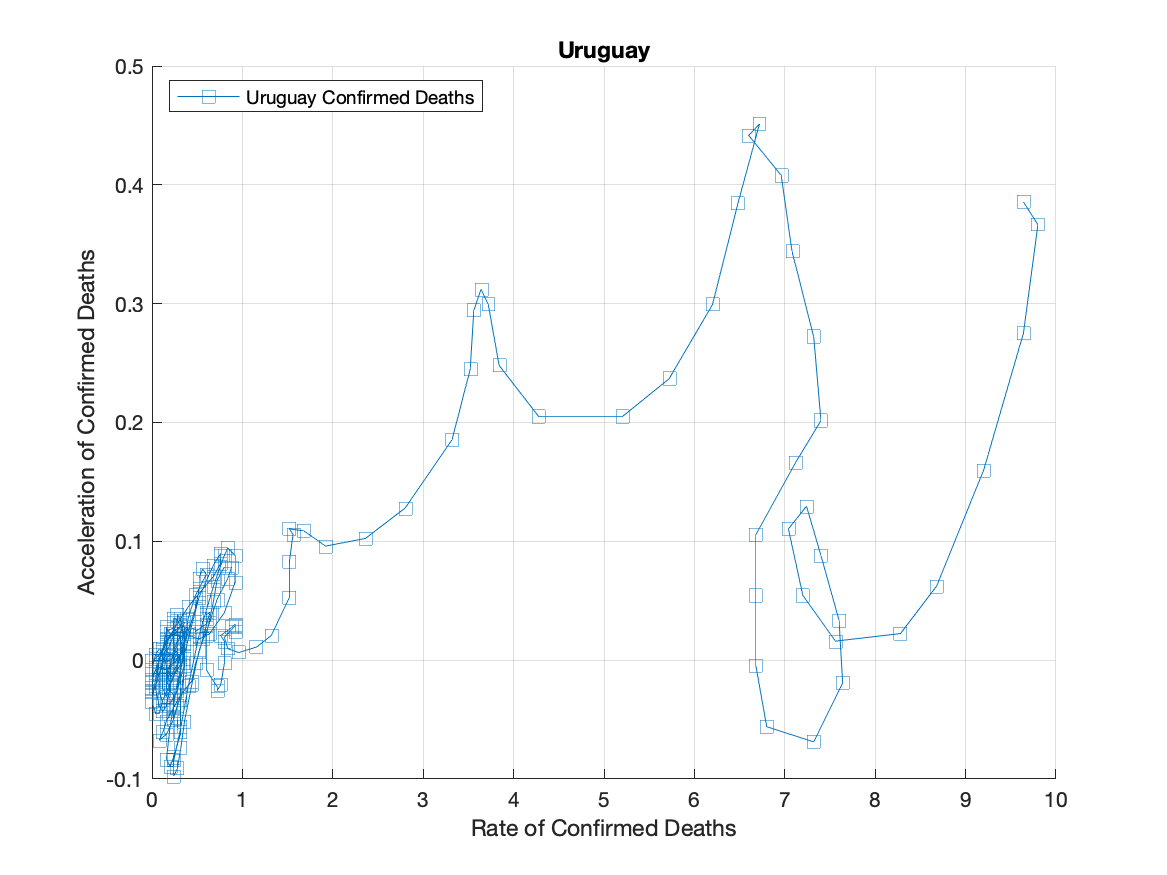 Uruguay
Uruguay Confirmed Deaths
Acceleration of Confirmed Deaths
0.5
0.4
0.3
0.2
0.1
0
-0.1
0 1 2 3 4 5 6 7 8 9 10
Rate of Confirmed Deaths